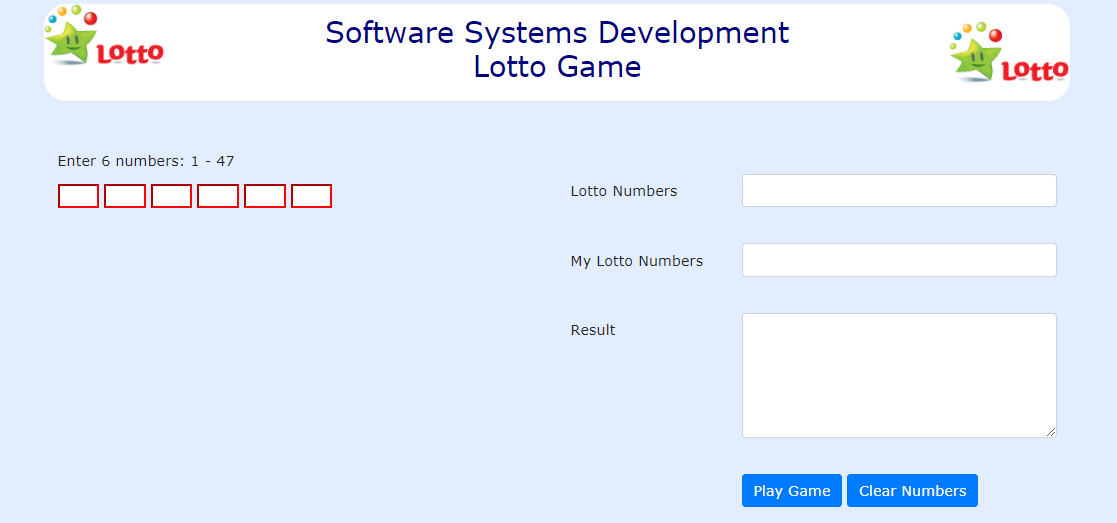 LOTTO
Software Systems Development
Lotto Game
LOTTO
Enter 6 numbers: 1 - 47
Lotto Numbers
My Lotto Numbers
Result
Play Game
Clear Numbers